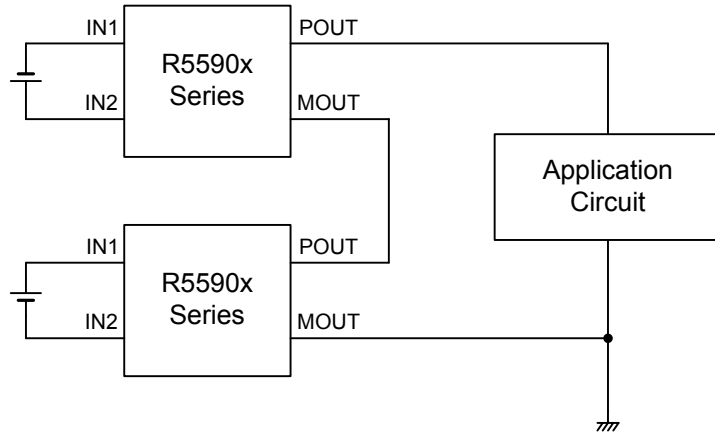 IN1
POUT
R5590x
Series
IN2
MOUT
Application
Circuit
IN1
POUT
R5590x
Series
IN2
MOUT